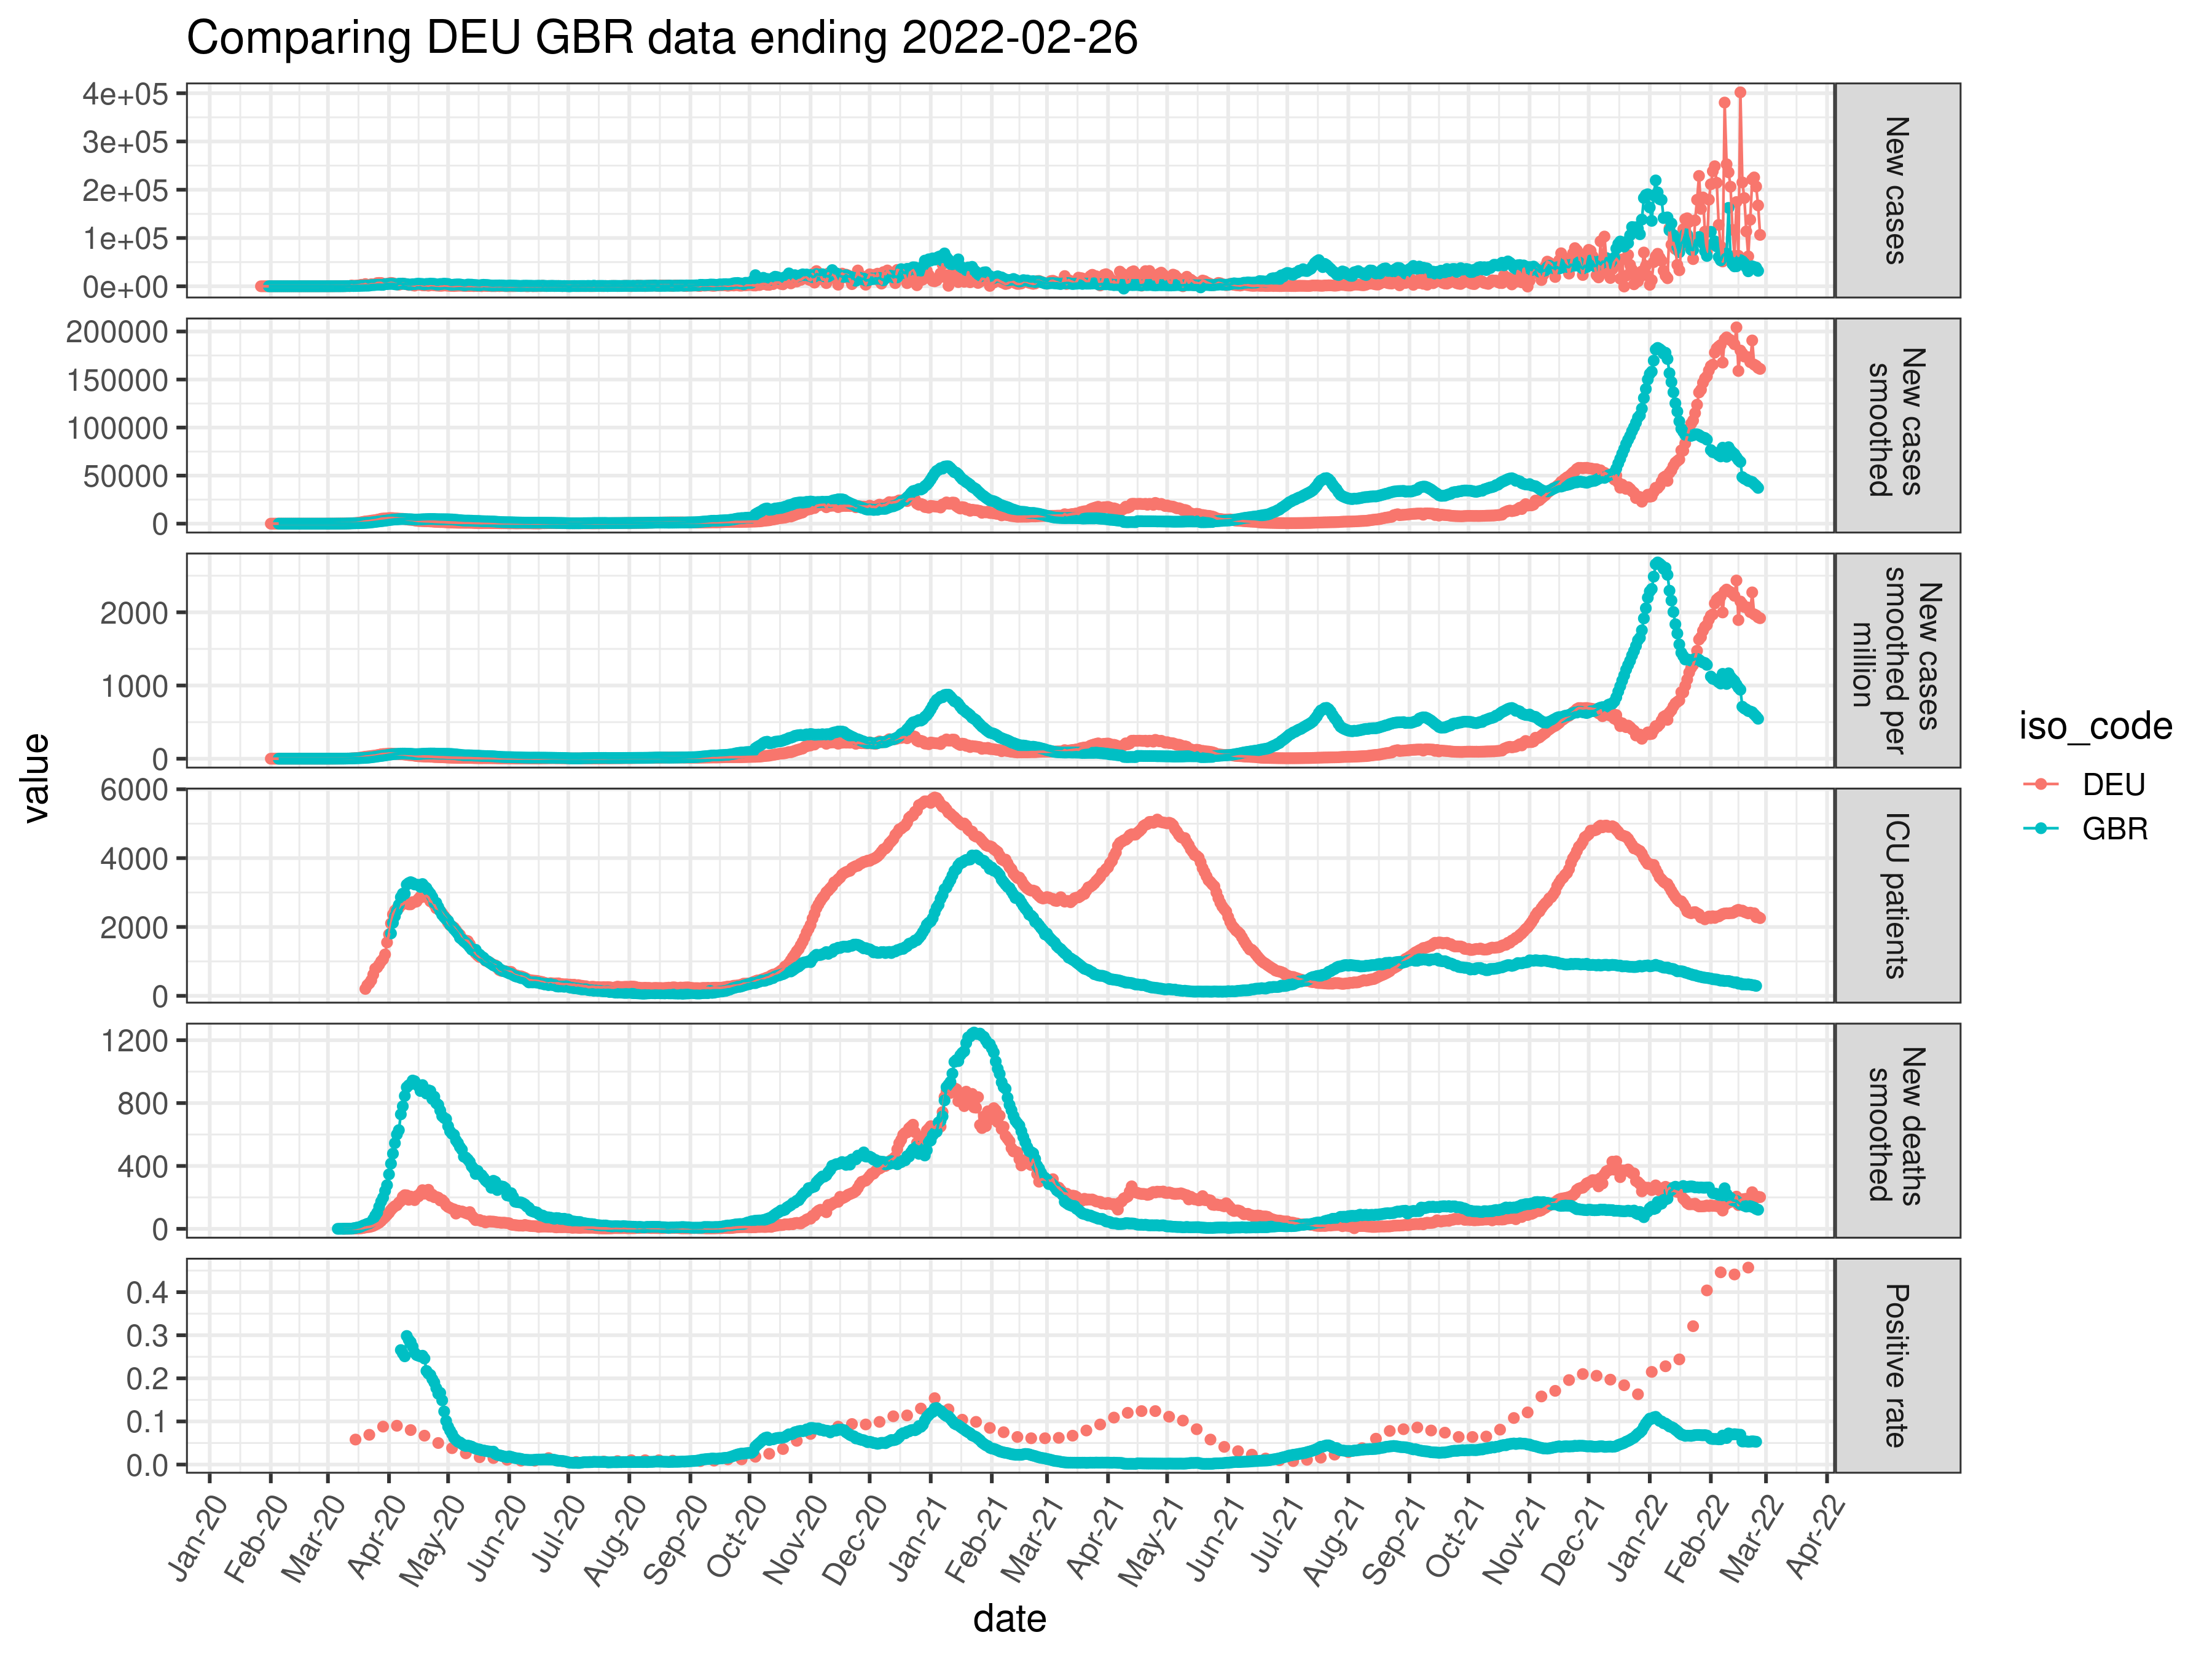 Comparing DEU GBR data ending 2022-02-26
4e+05
3e+05
2e+05
1e+05
0e+00
New cases
200000
150000
100000
50000
0
New cases
smoothed
2000
1000
0
New cases
smoothed per
million
6000
4000
2000
0
ICU patients
1200
800
400
0
New deaths
smoothed
0.4
0.3
0.2
0.1
0.0
Positive rate
value
Jan-20
Feb-20
Mar-20
Apr-20
May-20
Jun-20
Jul-20
Aug-20
Sep-20
Oct-20
Nov-20
Dec-20
Jan-21
Feb-21
Mar-21
Apr-21
May-21
Jun-21
Jul-21
Aug-21
Sep-21
Oct-21
Nov-21
Dec-21
Jan-22
Feb-22
Mar-22
Apr-22
date
iso_code
DEU
GBR